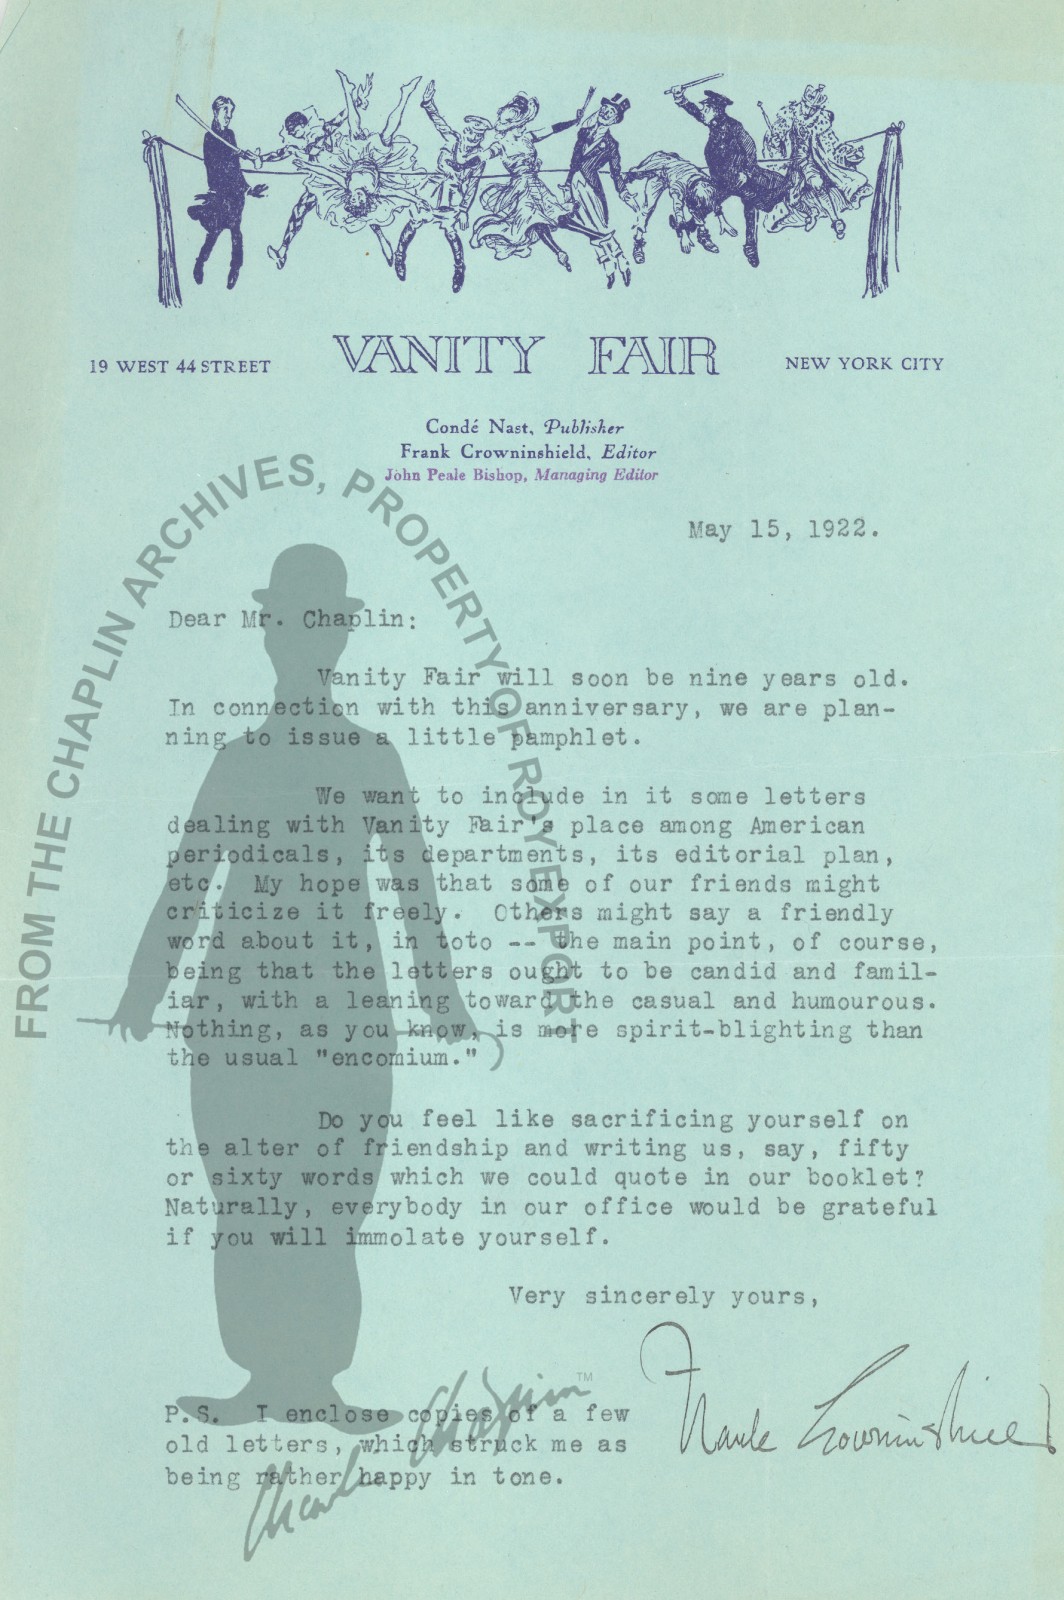 19 WEST 44 STREET VANITY FAIR NEW YORK CITY
Condé Nast, Publisher
Frank Crowninshield, Editor
John Peale Bishop, Managing Editor
May 15, 1922.
Dear Mr. Chaplin:
Vanity Fair will soon be nine years old.
In connection with this anniversary, we are plan-
ning to issue a little pamphlet.
We want to include in it some letters
dealing with Vanity Fair's place among American
periodicals, its departments, its editorial plan,
etc. My hope was that some of our friends might
criticize it freely. Others might say a friendly
word about it, in toto -- the main point, of course,
being that the letters ought to be candid and famil-
iar, with a leaning toward the casual and humourous.
Nothing, as you know, is more spirit-blighting than
the usual "encomium."
Do you feel like sacrificing yourself on
the alter of friendship and writing us, say, fifty
or sixty words which we could quote in our booklet?
Naturally, everybody in our office would be grateful
if you will immolate yourself.
Very sincerely yours,
Frank Crowninshield
P.S. I enclose copies of a few
old letters, which struck me as
being rather happy in tone.
FROM THE CHAPLIN ARCHIVES, PROPERTY OF ROY EXPORT
Charlie Chaplin™